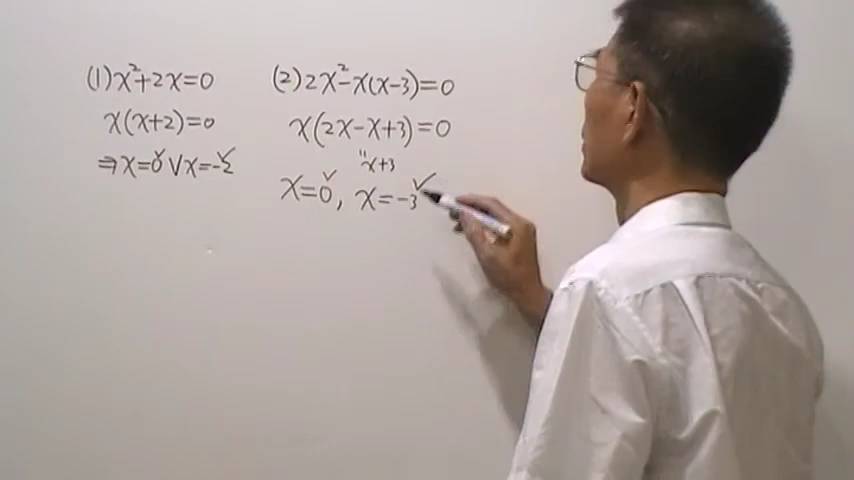 (1) x²+2x=0
x(x+2)=0
⇒ x=0 ∨ x=-2
(2) 2x²-x(x-3)=0
x(2x-x+3)=0
" x+3
x=0, x=-3